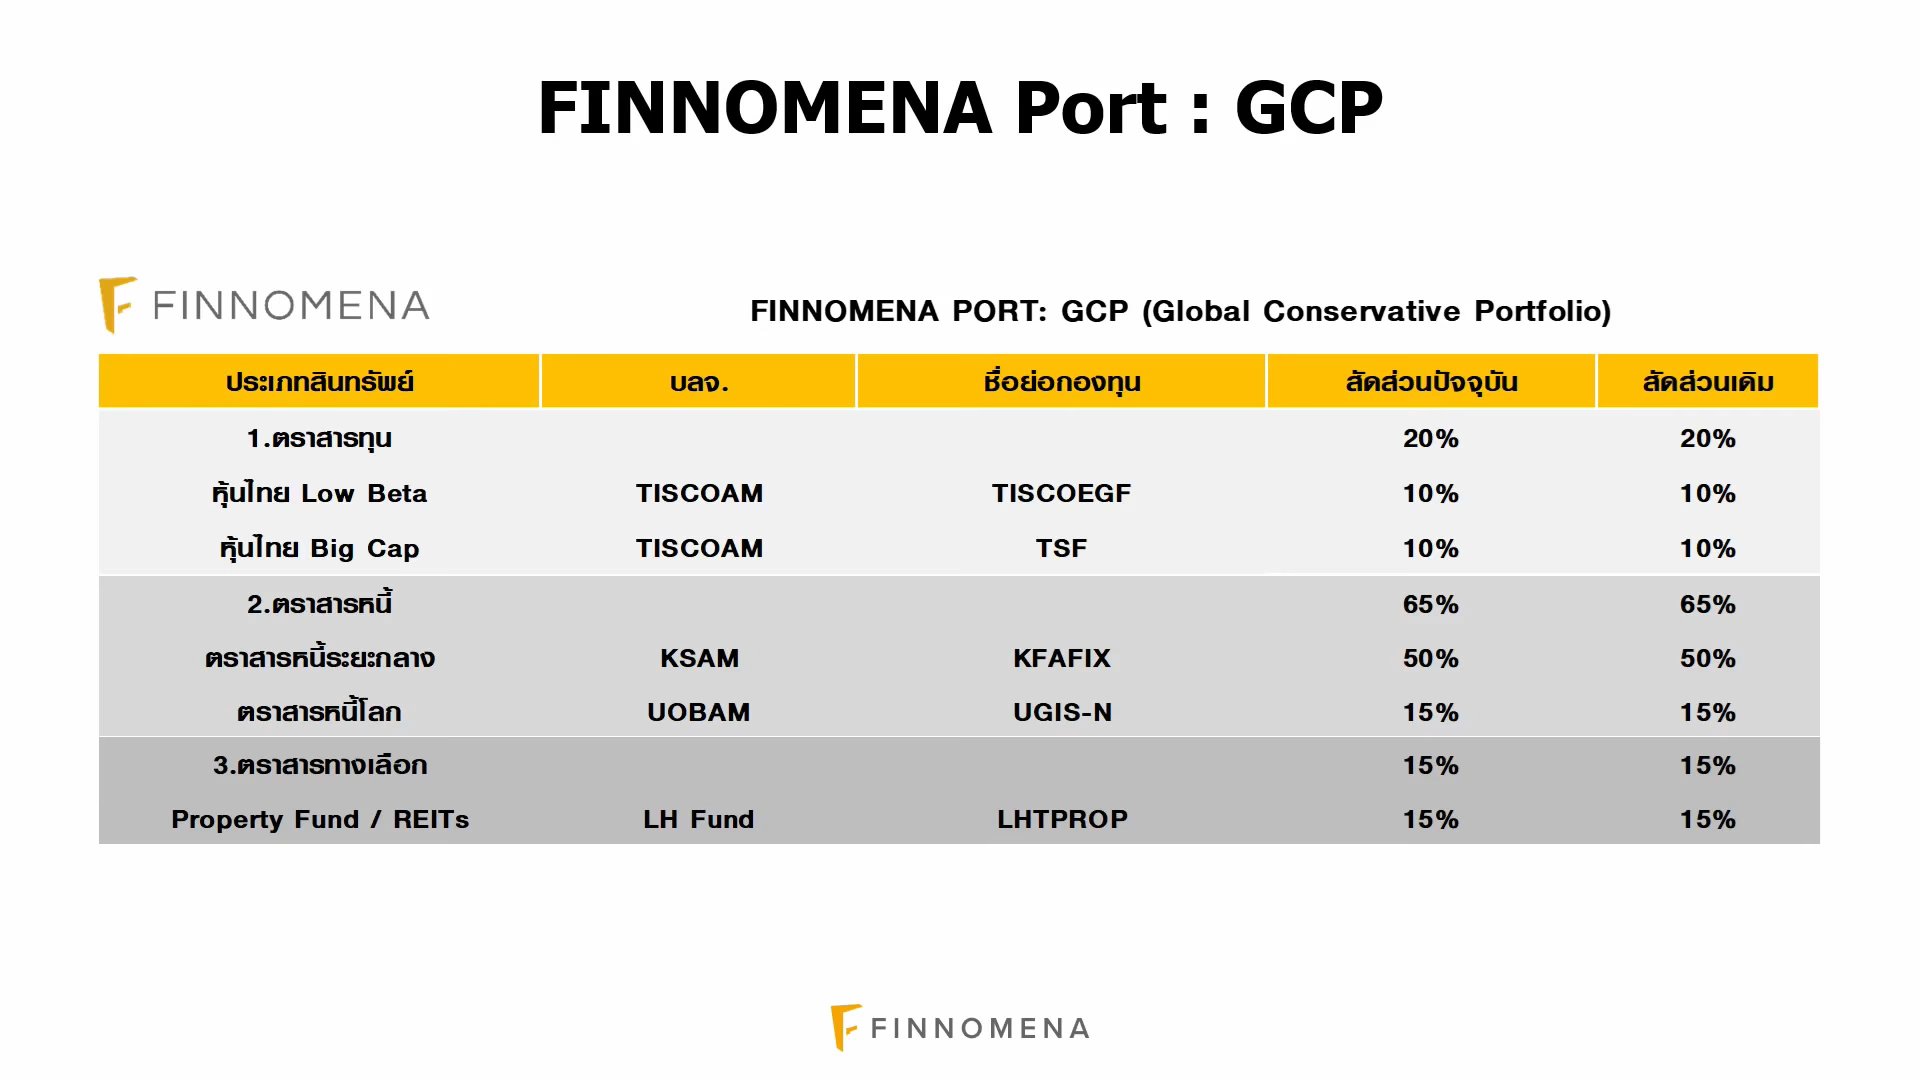 FINNOMENA Port : GCP
FINNOMENA
FINNOMENA PORT: GCP (Global Conservative Portfolio)
ประเภทสินทรัพย์ บลจ. ชื่อย่อกองทุน สัดส่วนปัจจุบัน สัดส่วนเดิม
1.ตราสารทุน 20% 20%
หุ้นไทย Low Beta TISCOAM TISCOEGF 10% 10%
หุ้นไทย Big Cap TISCOAM TSF 10% 10%
2.ตราสารหนี้ 65% 65%
ตราสารหนี้ระยะกลาง KSAM KFAFIX 50% 50%
ตราสารหนี้โลก UOBAM UGIS-N 15% 15%
3.ตราสารทางเลือก 15% 15%
Property Fund / REITs LH Fund LHTPROP 15% 15%
FINNOMENA